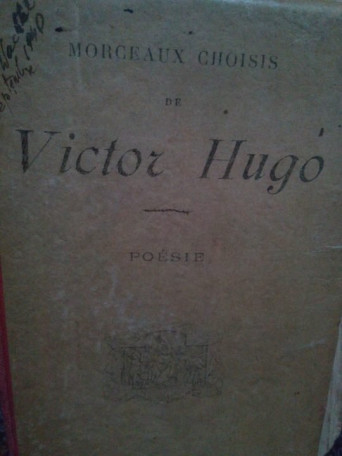 MORCEAUX CHOISIS
DE
Victor Hugo
POÉSIE